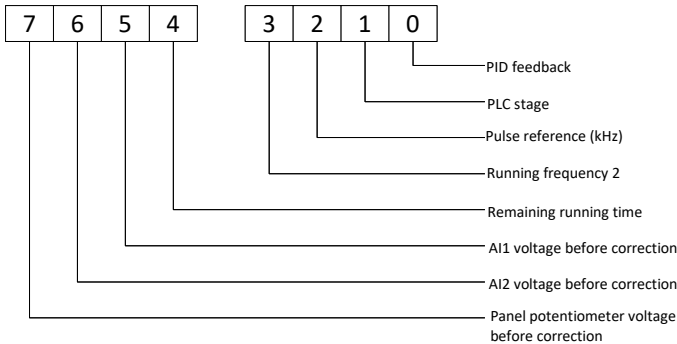 7 6 5 4 3 2 1 0
PID feedback
PLC stage
Pulse reference (kHz)
Running frequency 2
Remaining running time
AI1 voltage before correction
AI2 voltage before correction
Panel potentiometer voltage
before correction